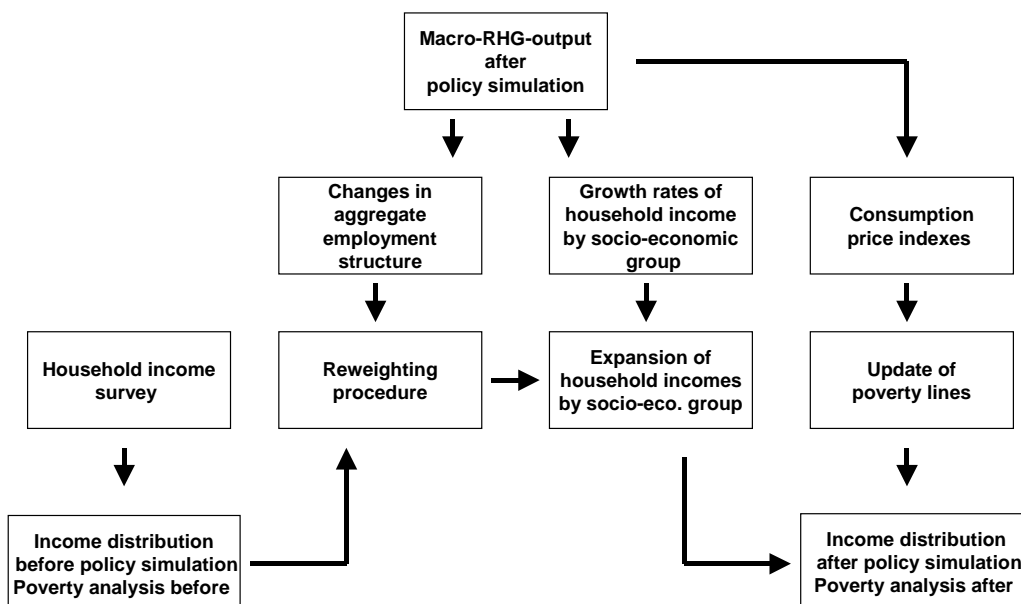 Macro-RHG-output
after
policy simulation
Changes in
aggregate
employment
structure
Growth rates of
household income
by socio-economic
group
Consumption
price indexes
Household income
survey
Reweighting
procedure
Expansion of
household incomes
by socio-eco. group
Update of
poverty lines
Income distribution
before policy simulation
Poverty analysis before
Income distribution
after policy simulation
Poverty analysis after